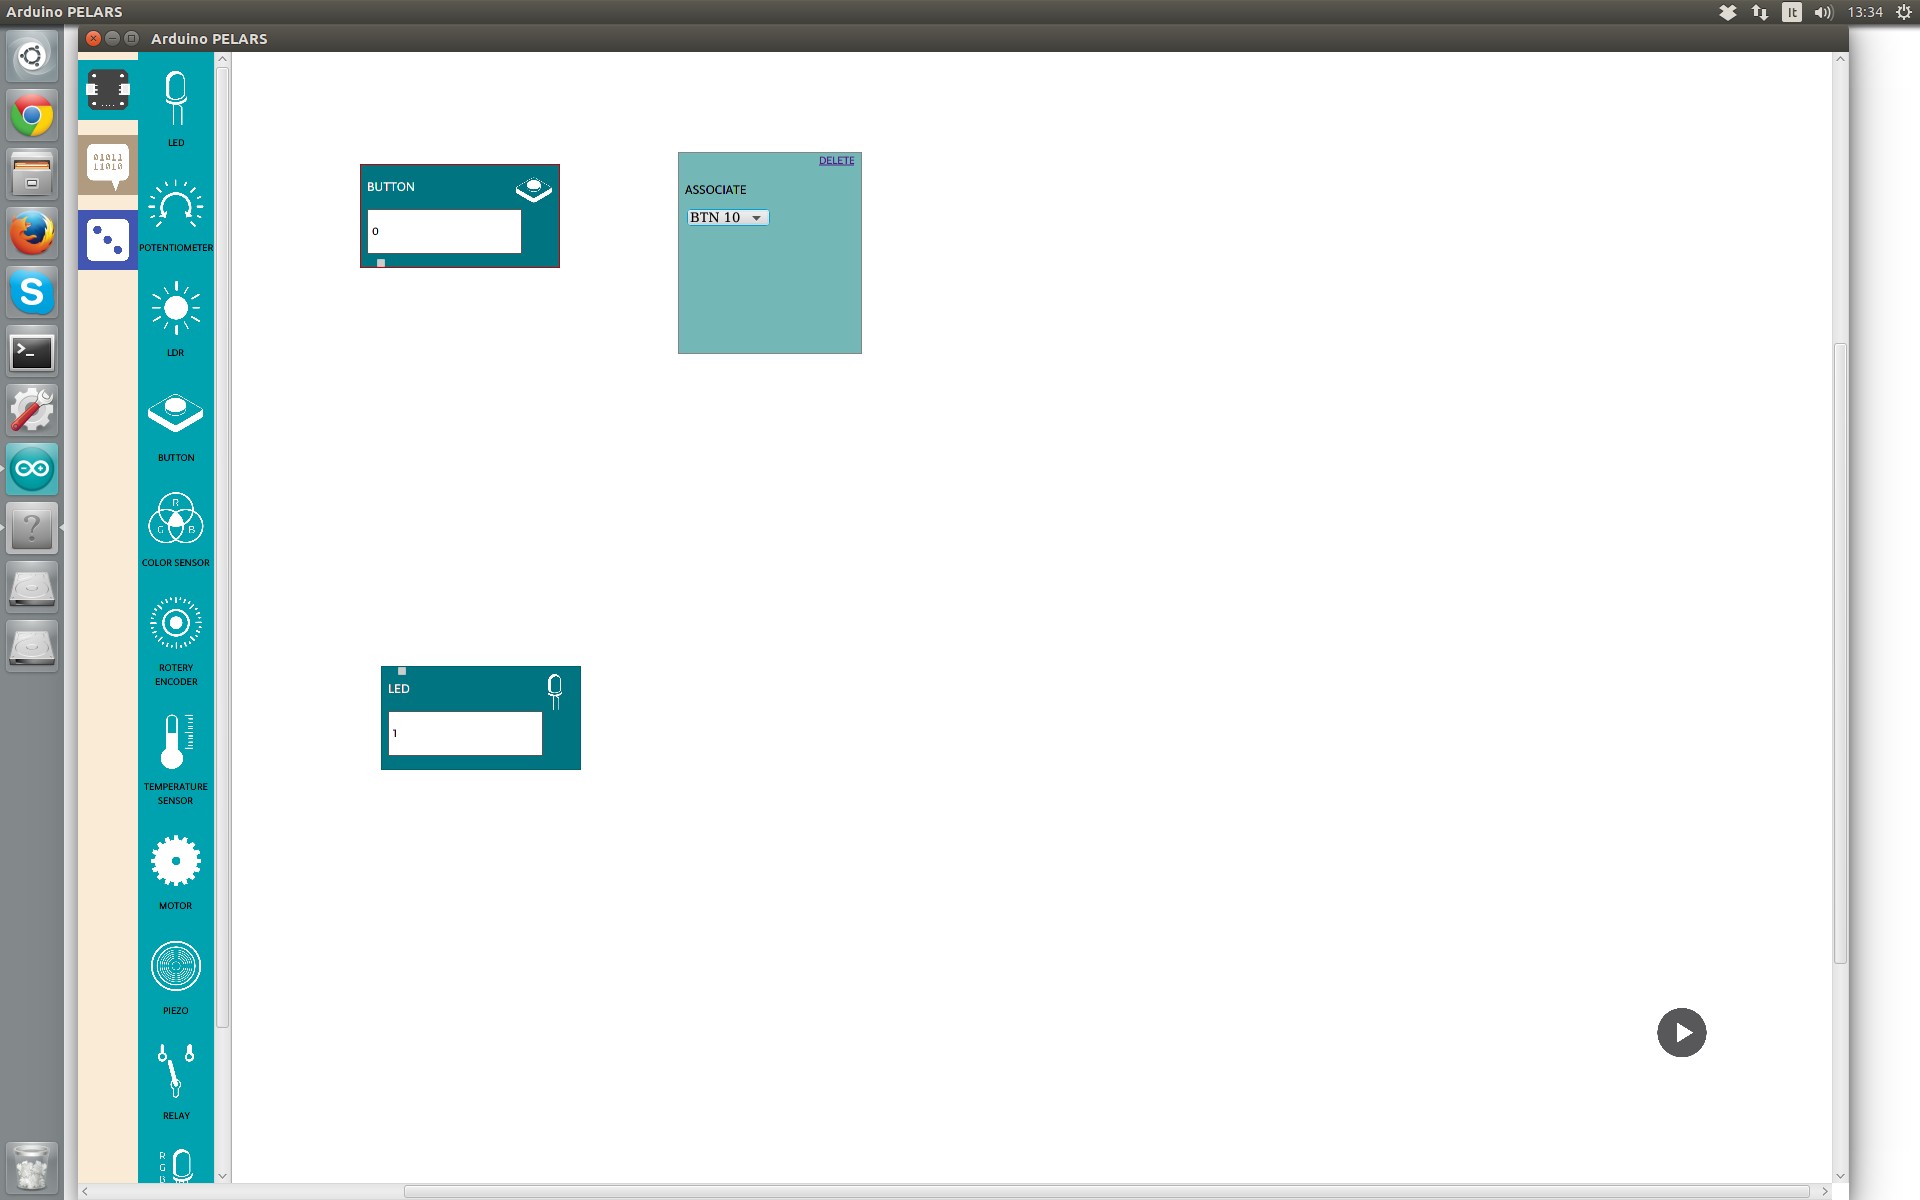 Arduino PELARS
It
13:34
Arduino PELARS
01011
11010
LED
POTENTIOMETER
LDR
BUTTON
R
G B
COLOR SENSOR
ROTERY
ENCODER
TEMPERATURE
SENSOR
MOTOR
PIEZO
RELAY
R
G
B
BUTTON
0
DELETE
ASSOCIATE
BTN 10
LED
1
S
>_
?